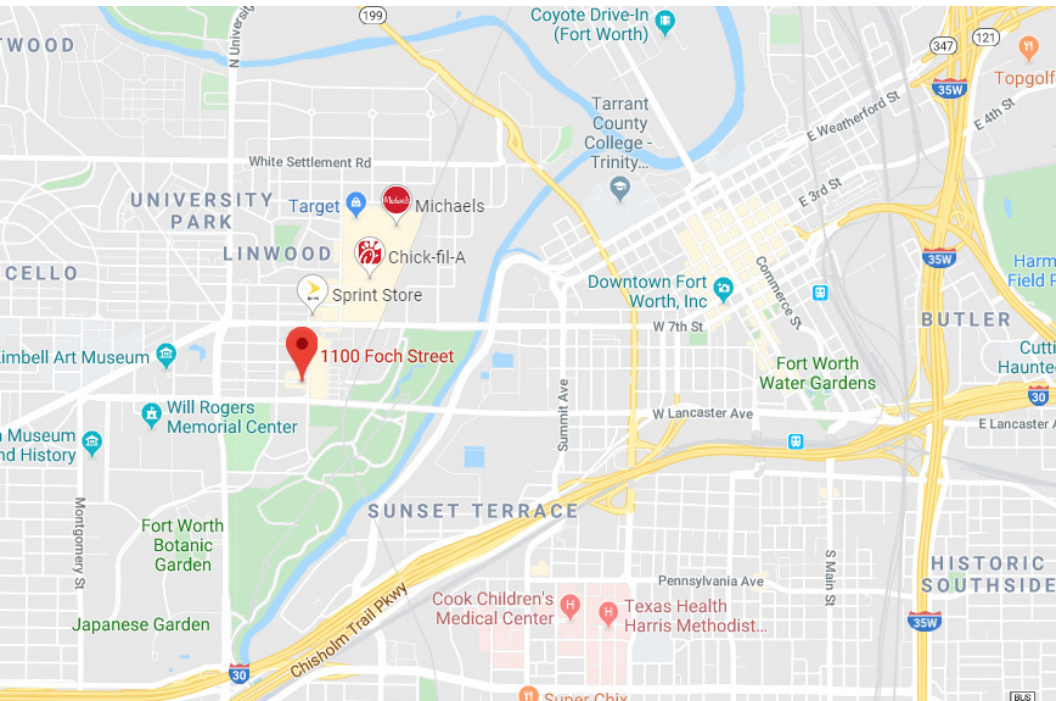 199
Coyote Drive-In
(Fort Worth)
TWOOD
N University
347
121
35W
Topgolf
E 4th St
E Weatherford St
Tarrant
County
College -
Trinity...
White Settlement Rd
E 3rd St
UNIVERSITY
PARK
Target
Michaels
Michaels
LINWOOD
Chick-fil-A
35W
CELLO
Sprint Store
Downtown Fort
Worth, Inc
Commerce St
Harm
Field P
BUTLER
W 7th St
imbell Art Museum
1100 Foch Street
Fort Worth
Water Gardens
Cutti
Haunte
30
Will Rogers
Memorial Center
Summit Ave
W Lancaster Ave
E Lancaster A
n Museum
nd History
SUNSET TERRACE
Montgomery St
Fort Worth
Botanic
Garden
HISTORIC
SOUTHSIDE
S Main St
Pennsylvania Ave
Cook Children's
Medical Center
H
H
Texas Health
Harris Methodist...
Japanese Garden
35W
Chisholm Trail Pkwy
30
Super Chix
BUS